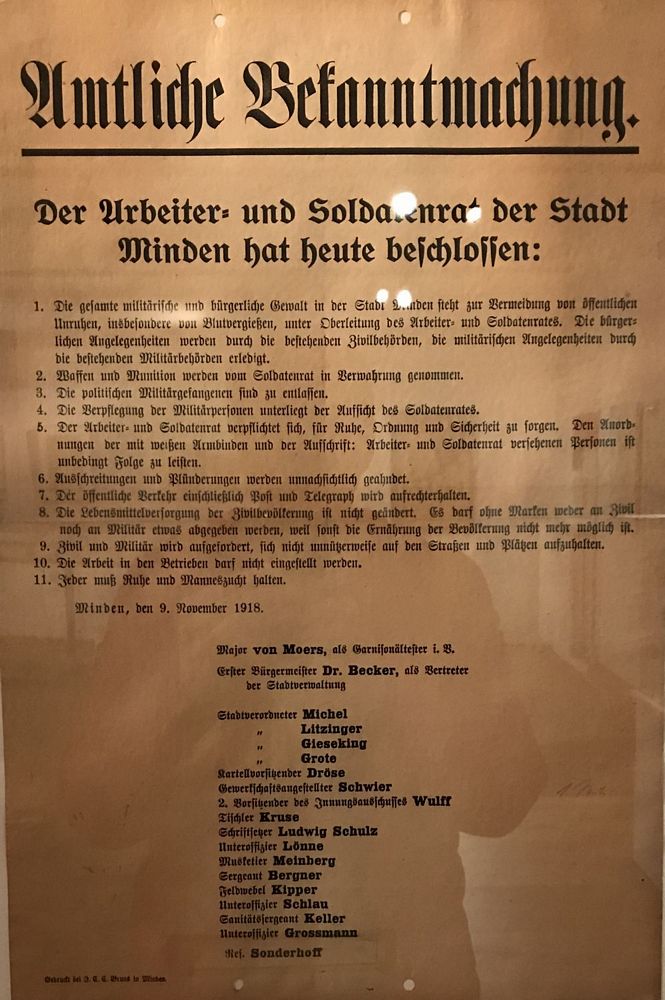 Amtliche Bekanntmachung.
Der Arbeiter- und Soldatenrat der Stadt
Minden hat heute beschlossen:
1. Die gesamte militärische und bürgerliche Gewalt in der Stadt Minden steht zur Vermeidung von öffentlichen
Unruhen, insbesondere von Blutvergießen, unter Oberleitung des Arbeiter- und Soldatenrates. Die bürger-
lichen Angelegenheiten werden durch die bestehenden Zivilbehörden, die militärischen Angelegenheiten durch
die bestehenden Militärbehörden erledigt.
2. Waffen und Munition werden vom Soldatenrat in Verwahrung genommen.
3. Die politischen Militärgefangenen sind zu entlassen.
4. Die Verpflegung der Militärpersonen unterliegt der Aufsicht des Soldatenrates.
5. Der Arbeiter- und Soldatenrat verpflichtet sich, für Ruhe, Ordnung und Sicherheit zu sorgen. Den Anord-
nungen der mit weißen Armbinden und der Aufschrift: Arbeiter- und Soldatenrat versehenen Personen ist
unbedingt Folge zu leisten.
6. Ausschreitungen und Plünderungen werden unnachsichtlich geahndet.
7. Der öffentliche Verkehr einschließlich Post und Telegraph wird aufrechterhalten.
8. Die Lebensmittelversorgung der Zivilbevölkerung ist nicht geändert. Es darf ohne Marken weder an Zivil
noch an Militär etwas abgegeben werden, weil sonst die Ernährung der Bevölkerung nicht mehr möglich ist.
9. Zivil und Militär wird aufgefordert, sich nicht unnützerweise auf den Straßen und Plätzen aufzuhalten.
10. Die Arbeit in den Betrieben darf nicht eingestellt werden.
11. Jeder muß Ruhe und Manneszucht halten.
Minden, den 9. November 1918.
Major von Moers, als Garnisonältester i. V.
Erster Bürgermeister Dr. Becker, als Vertreter
der Stadtverwaltung
Stadtverordneter Michel
„ Litzinger
„ Gieseking
„ Grote
Kartellvorsitzender Dröse
Gewerkschaftsangestellter Schwier
2. Vorsitzender des Innungsausschusses Wulff
Tischler Kruse
Schriftsetzer Ludwig Schulz
Unteroffizier Lönne
Musketier Meinberg
Sergeant Bergner
Feldwebel Kipper
Unteroffizier Schlau
Sanitätssergeant Keller
Unteroffizier Grossmann
Res. Sonderhoff
Gedruckt bei J. C. C. Bruns in Minden.